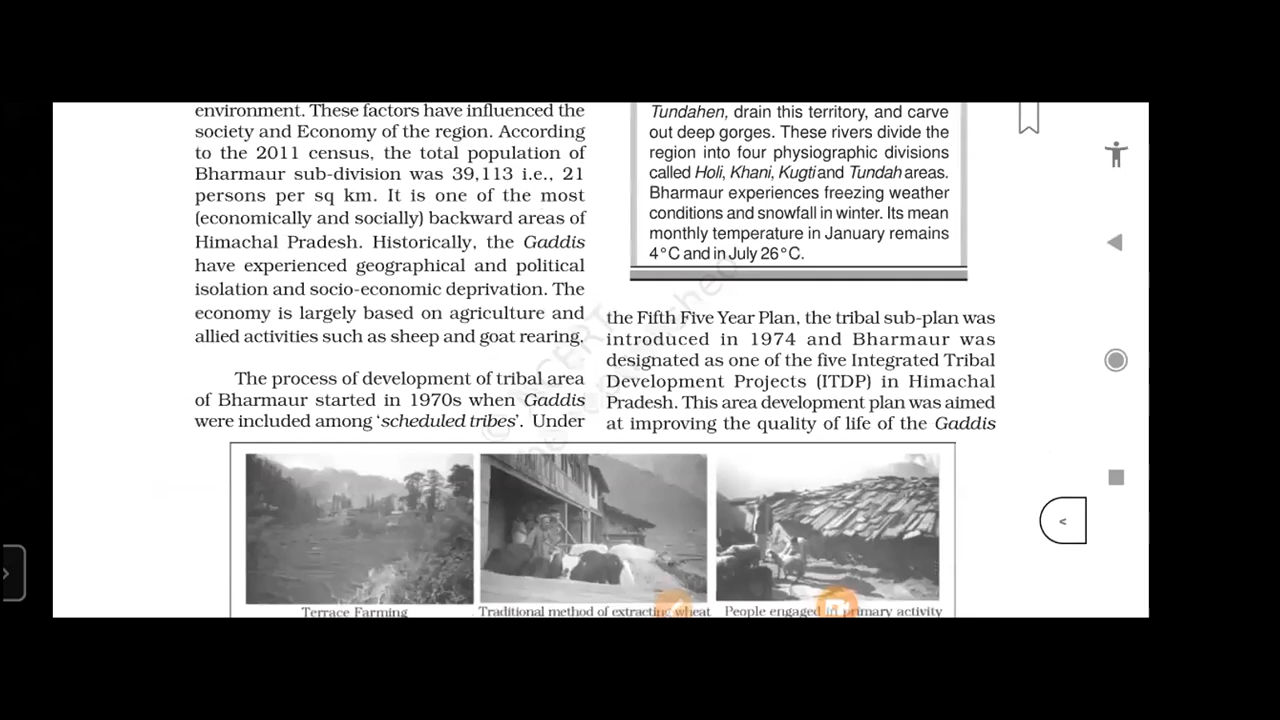 environment. These factors have influenced the
society and Economy of the region. According
to the 2011 census, the total population of
Bharmaur sub-division was 39,113 i.e., 21
persons per sq km. It is one of the most
(economically and socially) backward areas of
Himachal Pradesh. Historically, the Gaddis
have experienced geographical and political
isolation and socio-economic deprivation. The
economy is largely based on agriculture and
allied activities such as sheep and goat rearing.
The process of development of tribal area
of Bharmaur started in 1970s when Gaddis
were included among ‘scheduled tribes’. Under
Tundahen, drain this territory, and carve
out deep gorges. These rivers divide the
region into four physiographic divisions
called Holi, Khani, Kugti and Tundah areas.
Bharmaur experiences freezing weather
conditions and snowfall in winter. Its mean
monthly temperature in January remains
4°C and in July 26°C.
the Fifth Five Year Plan, the tribal sub-plan was
introduced in 1974 and Bharmaur was
designated as one of the five Integrated Tribal
Development Projects (ITDP) in Himachal
Pradesh. This area development plan was aimed
at improving the quality of life of the Gaddis
Terrace Farming
Traditional method of extracting wheat
People engaged in primary activity